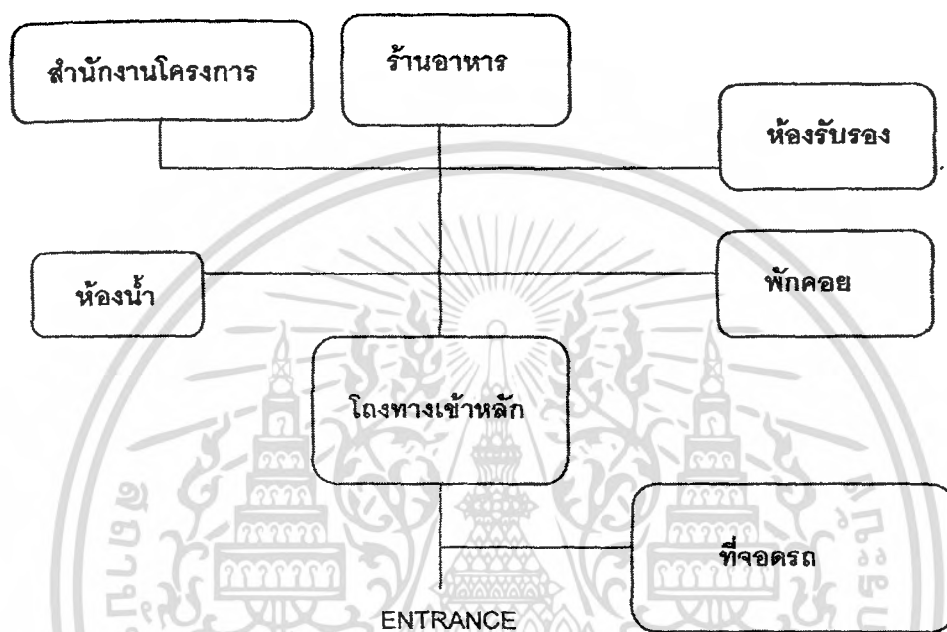 สำนักงานโครงการ
ร้านอาหาร
ห้องรับรอง
ห้องน้ำ
พักคอย
โถงทางเข้าหลัก
ที่จอดรถ
ENTRANCE